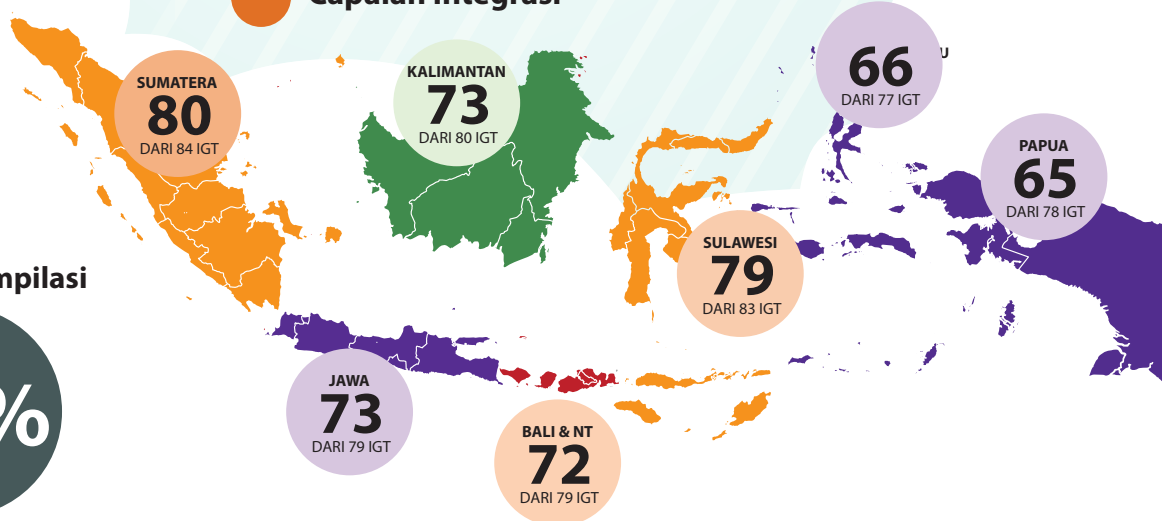 Capaian Integrasi
SUMATERA
80
DARI 84 IGT
KALIMANTAN
73
DARI 80 IGT
66
DARI 77 IGT
PAPUA
65
DARI 78 IGT
SULAWESI
79
DARI 83 IGT
mpilasi
%
JAWA
73
DARI 79 IGT
BALI & NT
72
DARI 79 IGT